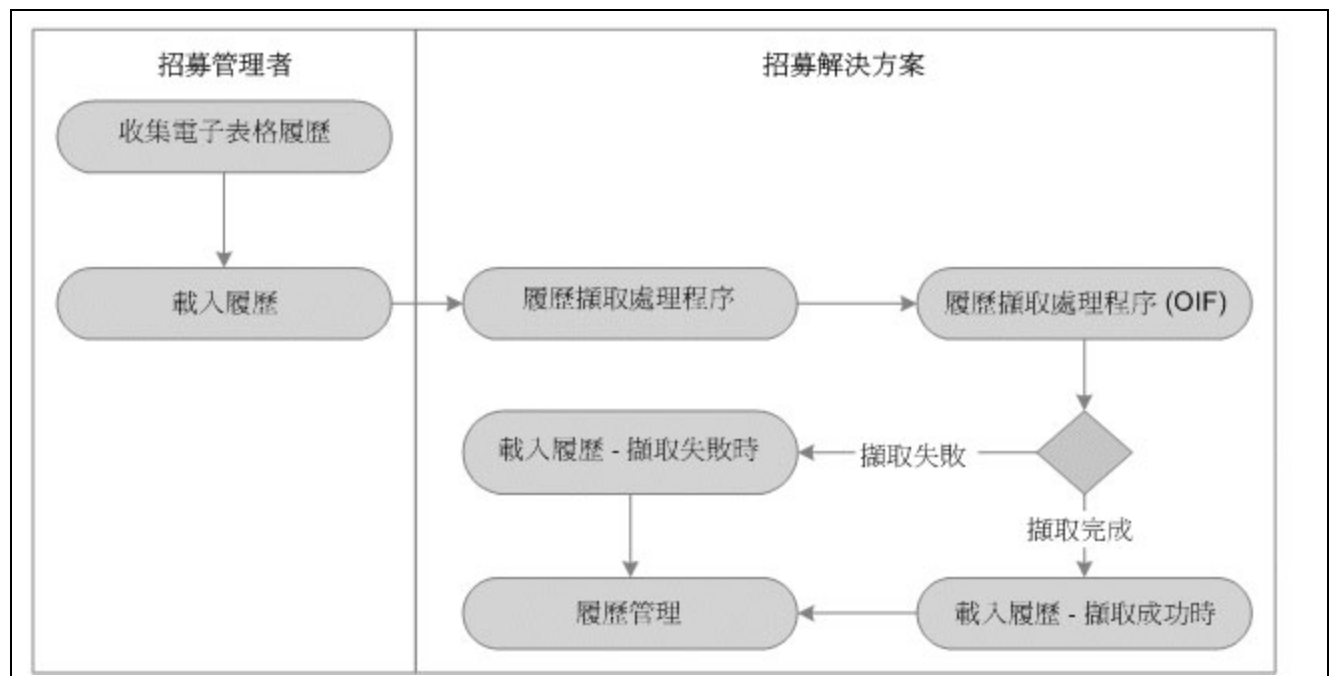 招募管理者
招募解決方案
收集電子表格履歷
載入履歷
履歷擷取處理程序
履歷擷取處理程序 (OIF)
載入履歷 - 擷取失敗時
擷取失敗
擷取完成
履歷管理
載入履歷 - 擷取成功時